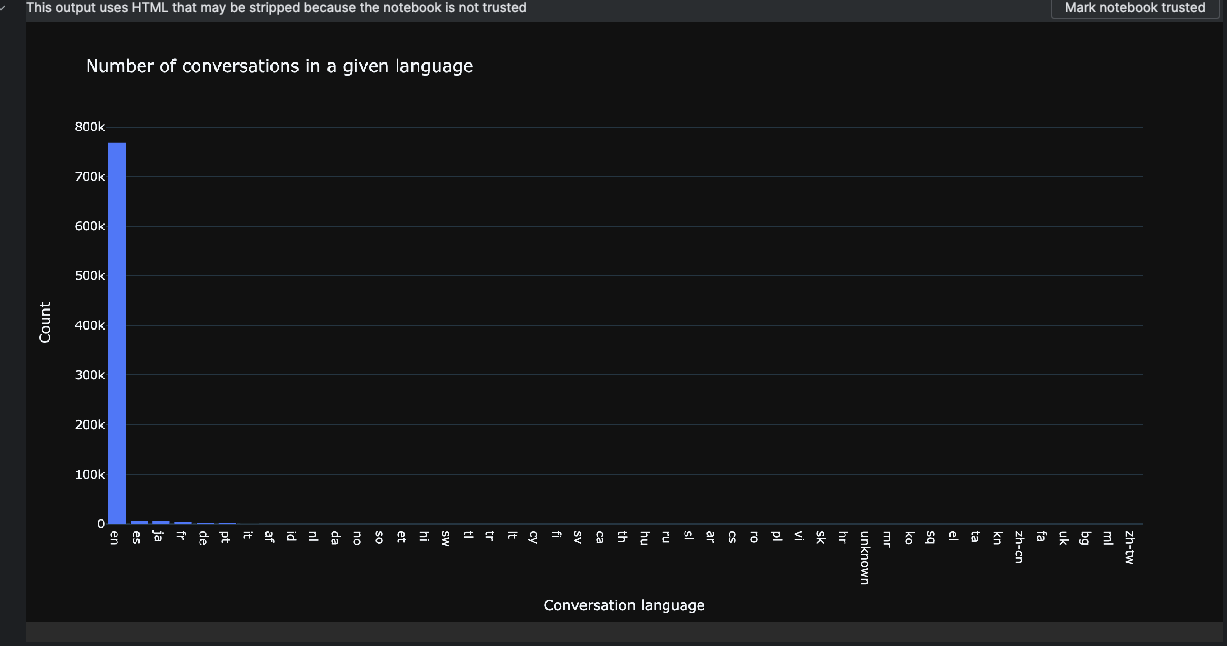 This output uses HTML that may be stripped because the notebook is not trusted
Mark notebook trusted
Number of conversations in a given language
800k
700k
600k
500k
400k
300k
200k
100k
0
Count
en
es
ja
fr
de
pt
it
af
id
nl
da
no
so
et
hi
sw
tl
tr
lt
cy
fi
sv
ca
th
hu
ru
sl
ar
cs
ro
pl
vi
sk
hr
unknown
mr
ko
sq
el
ta
kn
zh-cn
fa
uk
bg
ml
zh-tw
Conversation language